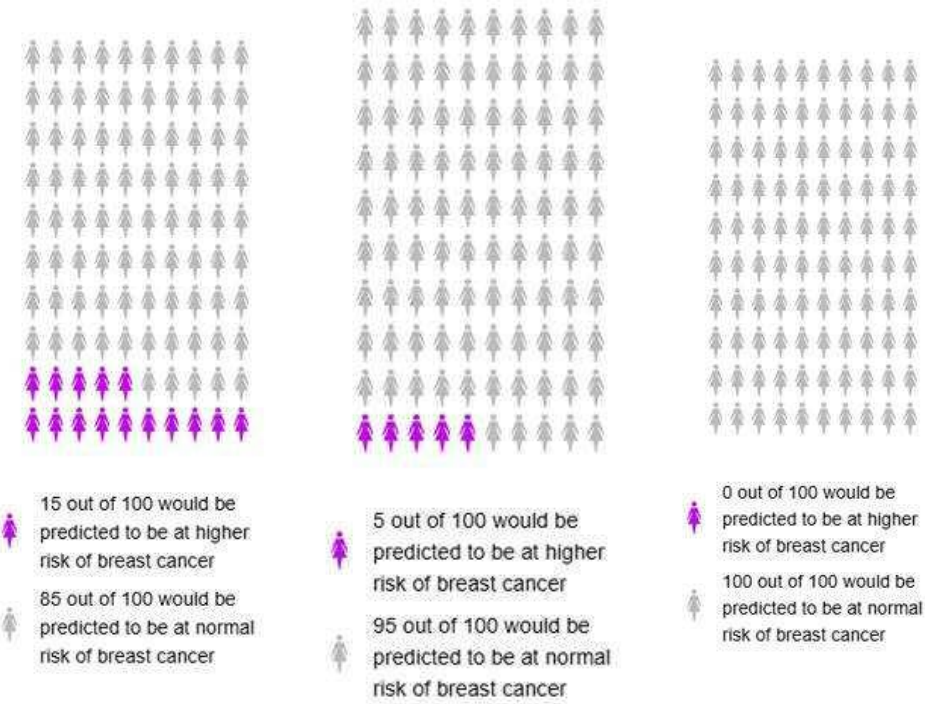 15 out of 100 would be
predicted to be at higher
risk of breast cancer
85 out of 100 would be
predicted to be at normal
risk of breast cancer
5 out of 100 would be
predicted to be at higher
risk of breast cancer
95 out of 100 would be
predicted to be at normal
risk of breast cancer
0 out of 100 would be
predicted to be at higher
risk of breast cancer
100 out of 100 would be
predicted to be at normal
risk of breast cancer